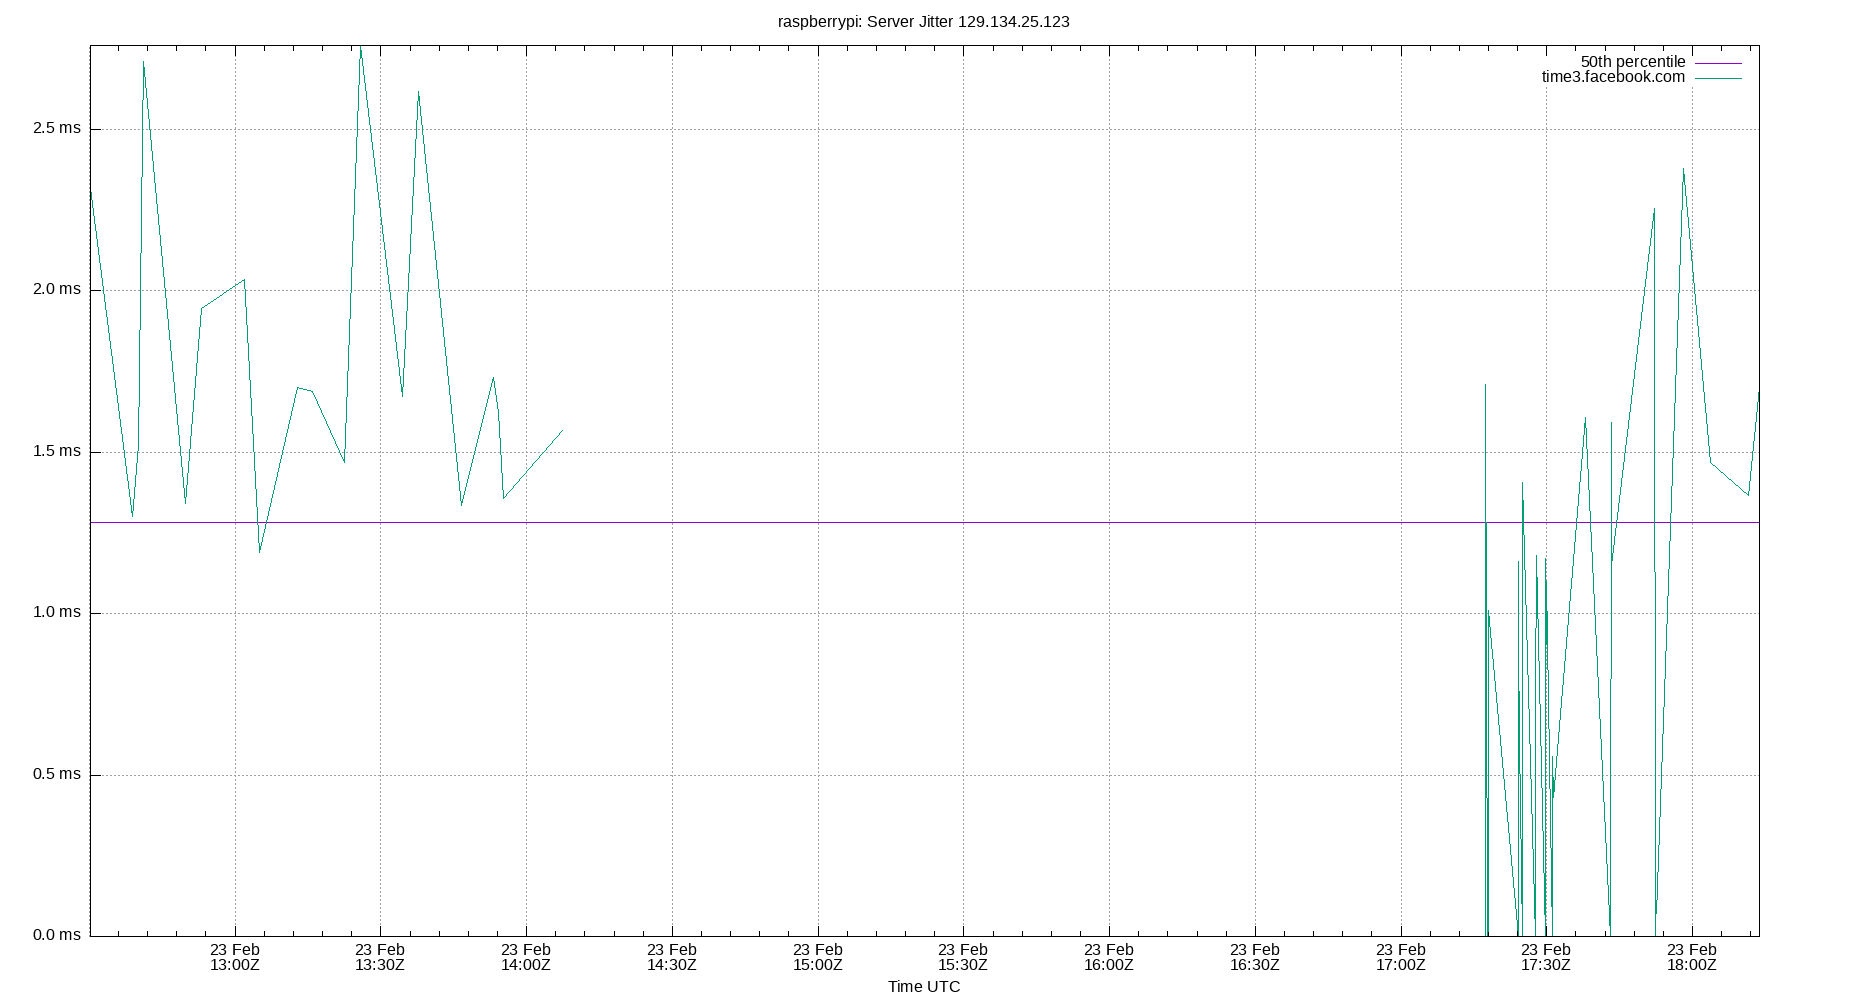 raspberrypi: Server Jitter 129.134.25.123
50th percentile
time3.facebook.com
2.5 ms
2.0 ms
1.5 ms
1.0 ms
0.5 ms
0.0 ms
23 Feb 23 Feb 23 Feb 23 Feb 23 Feb 23 Feb 23 Feb 23 Feb 23 Feb 23 Feb 23 Feb
13:00Z 13:30Z 14:00Z 14:30Z 15:00Z 15:30Z 16:00Z 16:30Z 17:00Z 17:30Z 18:00Z
Time UTC